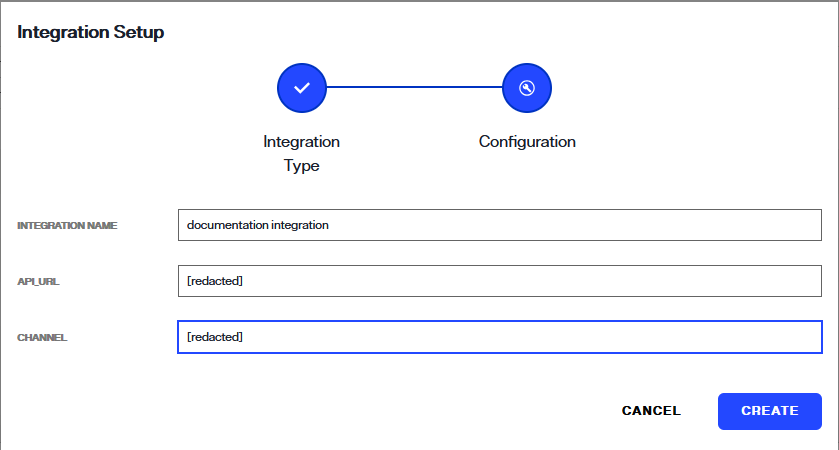 Integration Setup
Integration
Type
Configuration
INTEGRATION NAME
documentation integration
API_URL
[redacted]
CHANNEL
[redacted]
CANCEL
CREATE